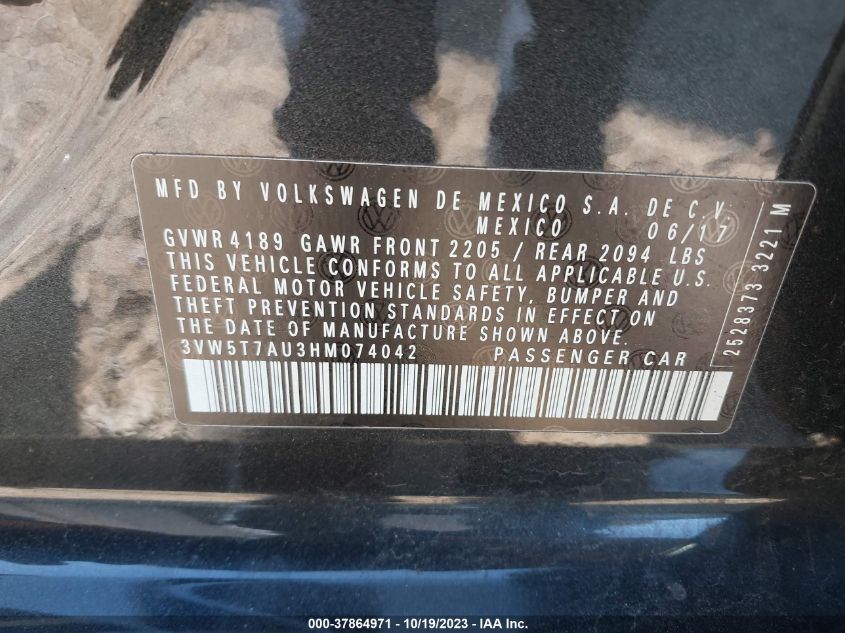 MFD BY VOLKSWAGEN DE MEXICO S.A. DE C.V.
MEXICO 06/17
GVWR 4189 GAWR FRONT 2205 / REAR 2094 LBS
THIS VEHICLE CONFORMS TO ALL APPLICABLE U.S.
FEDERAL MOTOR VEHICLE SAFETY, BUMPER AND
THEFT PREVENTION STANDARDS IN EFFECT ON
THE DATE OF MANUFACTURE SHOWN ABOVE.
3VW5T7AU3HM074042 PASSENGER CAR
2528373 3221 M
000-37864971 - 10/19/2023 - IAA Inc.